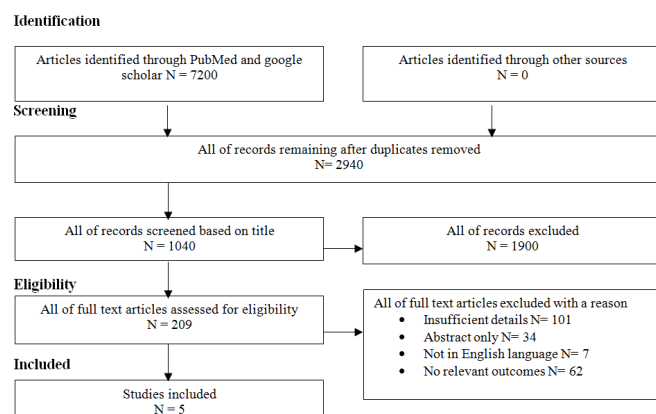 Identification
Articles identified through PubMed and google
scholar N = 7200
Articles identified through other sources
N = 0
Screening
All of records remaining after duplicates removed
N= 2940
All of records screened based on title
N = 1040
All of records excluded
N = 1900
Eligibility
All of full text articles assessed for eligibility
N = 209
All of full text articles excluded with a reason
• Insufficient details N= 101
• Abstract only N= 34
• Not in English language N= 7
• No relevant outcomes N= 62
Included
Studies included
N = 5